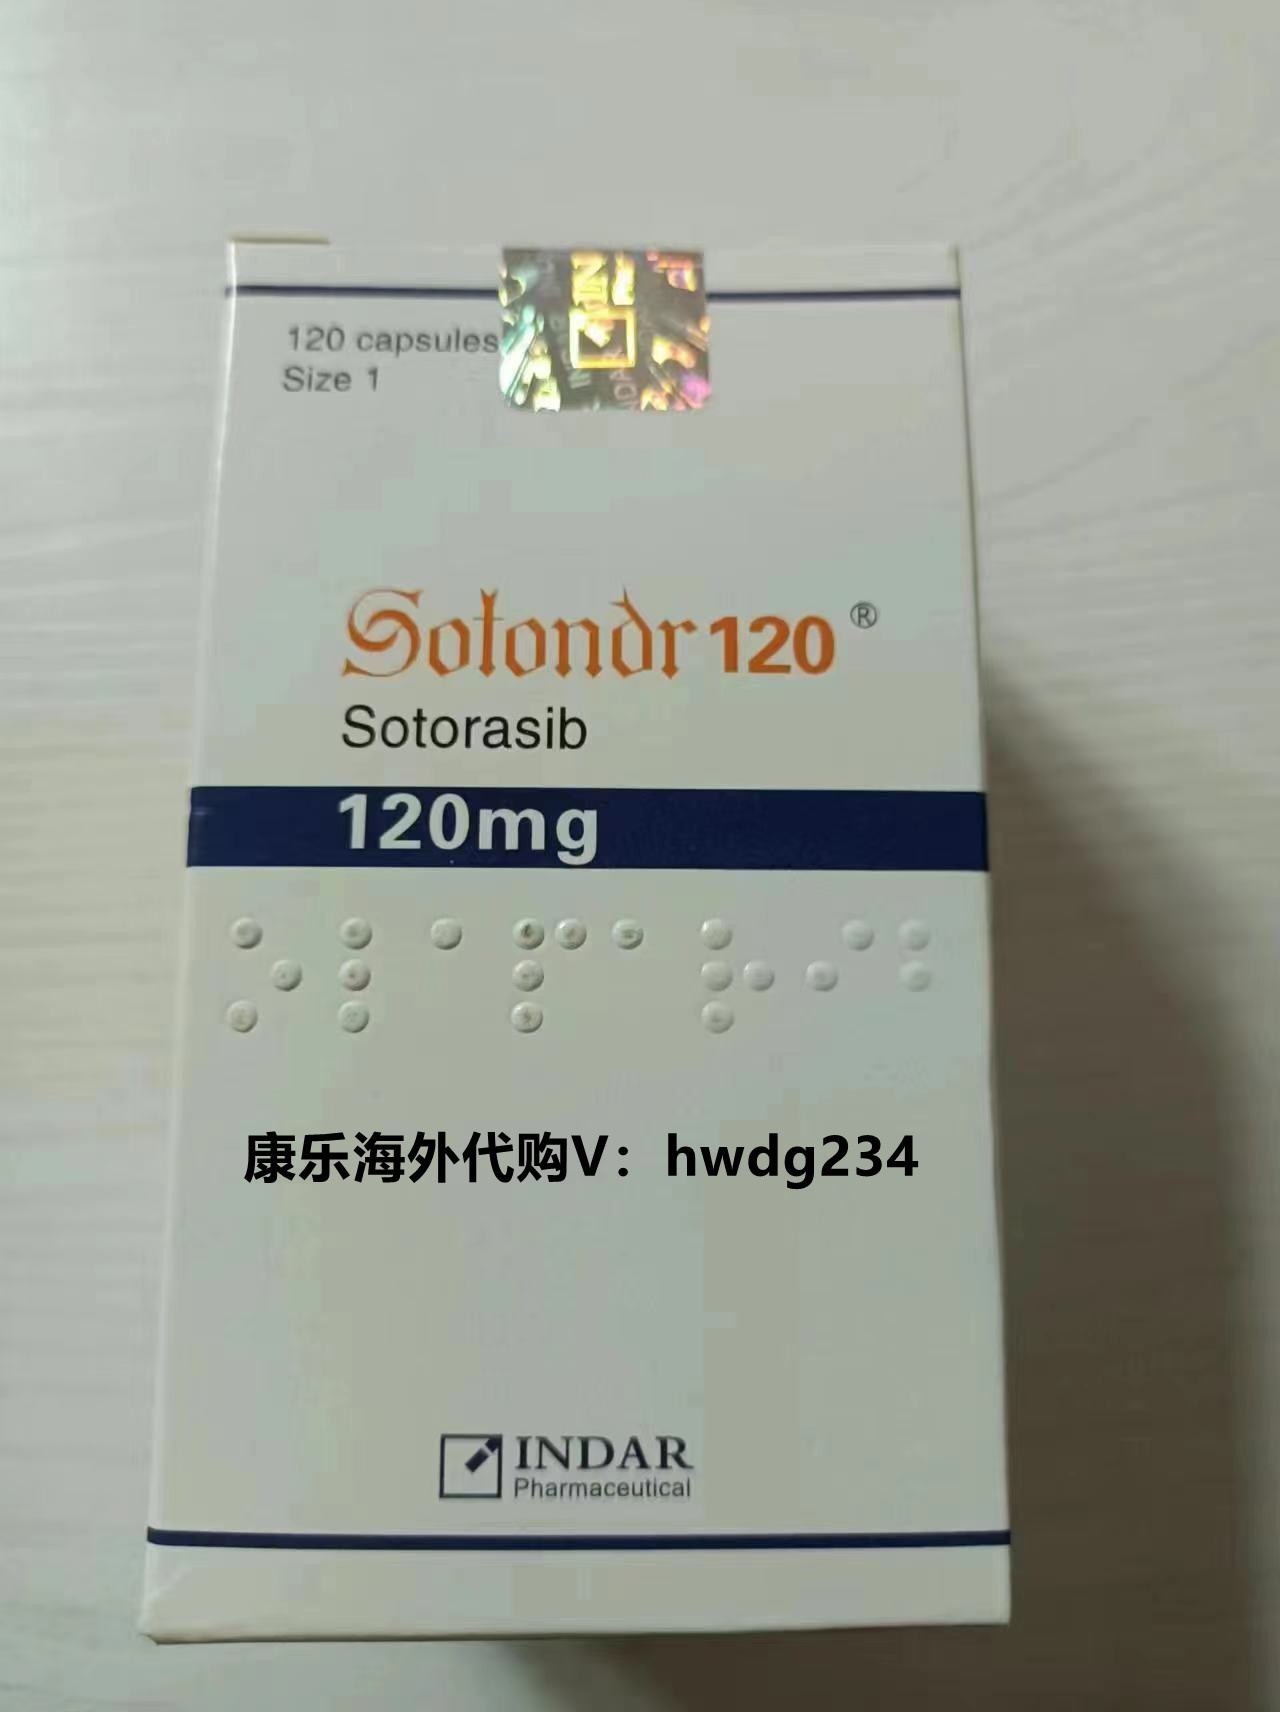 120 capsules
Size 1
Sotondr 120 ®
Sotorasib
120mg
康乐海外代购V：hwdg234
INDAR
Pharmaceutical